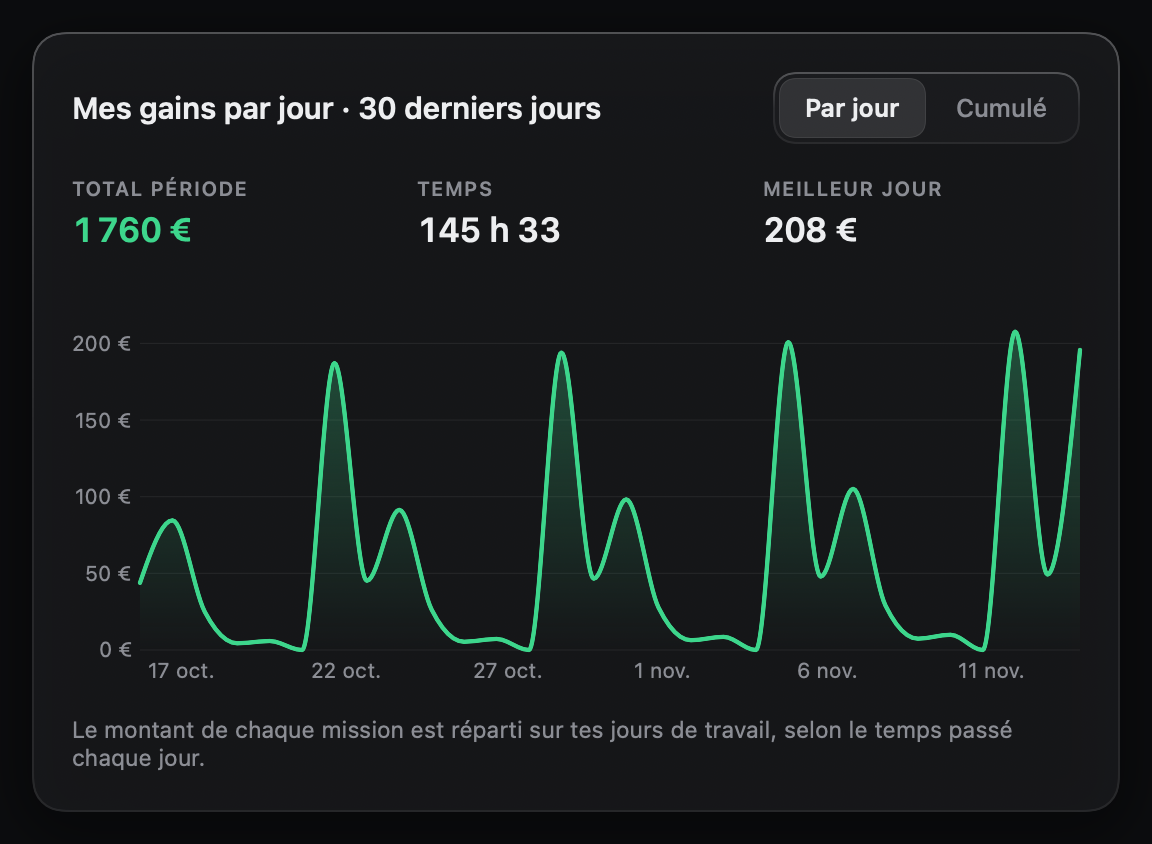 Mes gains par jour · 30 derniers jours
Par jour
Cumulé
TOTAL PÉRIODE
TEMPS
MEILLEUR JOUR
1 760 €
145 h 33
208 €
200 €
150 €
100 €
50 €
0 €
17 oct.
22 oct.
27 oct.
1 nov.
6 nov.
11 nov.
Le montant de chaque mission est réparti sur tes jours de travail, selon le temps passé
chaque jour.